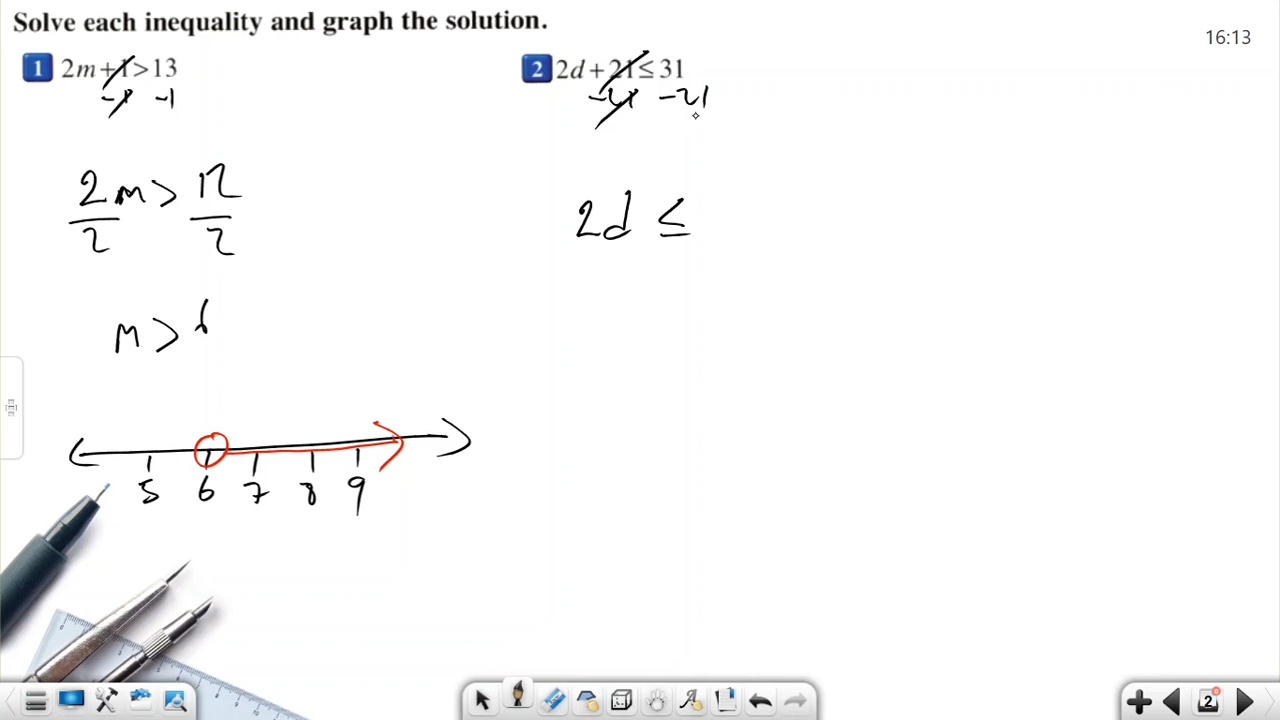 Solve each inequality and graph the solution.
16:13
1 2m+1>13
-1 -1
2m > 12
2 2
m > 6
5 6 7 8 9
2 2d+21≤31
-21 -21
2d ≤
2